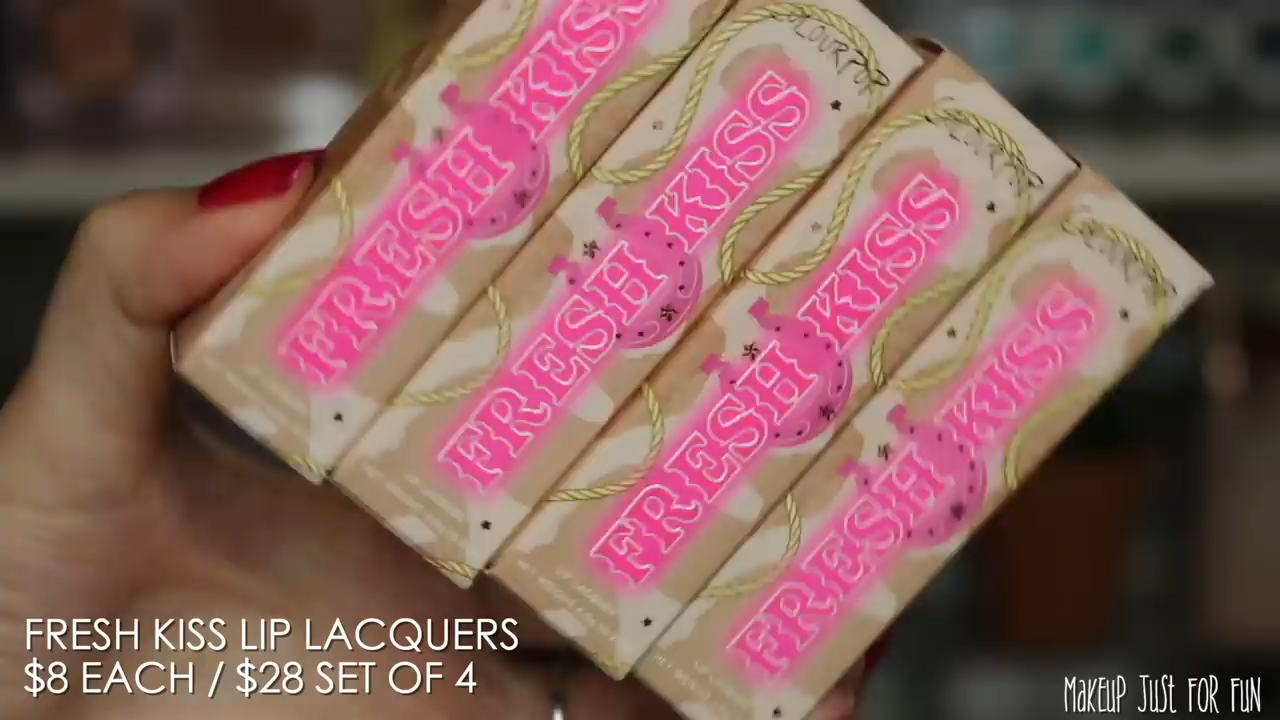 FRESH KISS
COLOURPOP
FRESH KISS
FRESH KISS
FRESH KISS
FRESH KISS LIP LACQUERS
$8 EACH / $28 SET OF 4
MAKEUP JUST FOR FUN